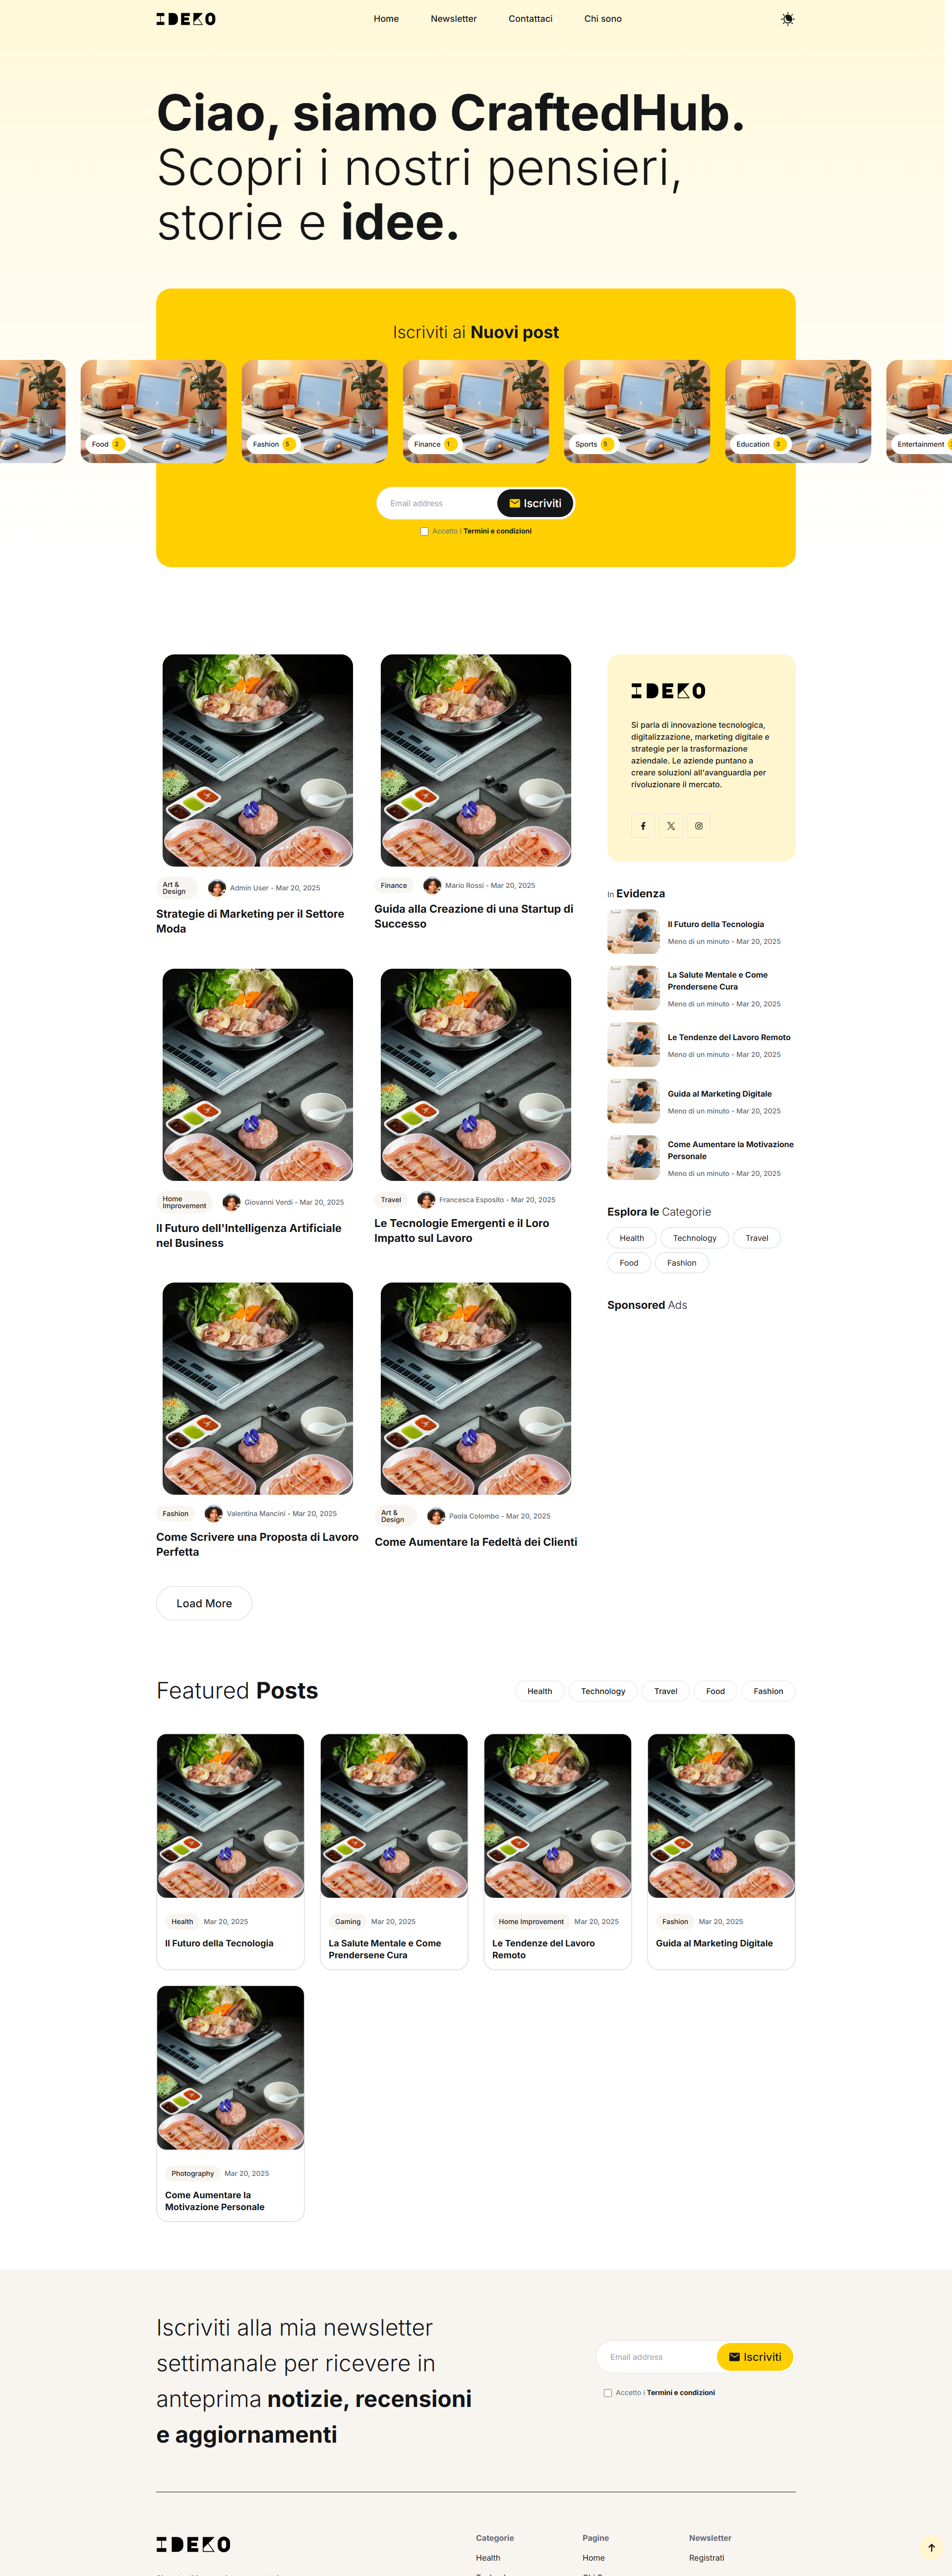 IDEKO
Home
Newsletter
Contattaci
Chi sono
Ciao, siamo CraftedHub.
Scopri i nostri pensieri,
storie e idee.
Iscriviti ai Nuovi post
Food 2
Fashion 5
Finance 1
Sports 5
Education 3
Entertainment
Email address
Iscriviti
Accetto i Termini e condizioni
Art &
Design
Admin User - Mar 20, 2025
Strategie di Marketing per il Settore
Moda
Finance
Mario Rossi - Mar 20, 2025
Guida alla Creazione di una Startup di
Successo
Home
Improvement
Giovanni Verdi - Mar 20, 2025
Il Futuro dell'Intelligenza Artificiale
nel Business
Travel
Francesca Esposito - Mar 20, 2025
Le Tecnologie Emergenti e il Loro
Impatto sul Lavoro
Fashion
Valentina Mancini - Mar 20, 2025
Come Scrivere una Proposta di Lavoro
Perfetta
Art &
Design
Paola Colombo - Mar 20, 2025
Come Aumentare la Fedeltà dei Clienti
Load More
IDEKO
Si parla di innovazione tecnologica,
digitalizzazione, marketing digitale e
strategie per la trasformazione
aziendale. Le aziende puntano a
creare soluzioni all'avanguardia per
rivoluzionare il mercato.
In Evidenza
Il Futuro della Tecnologia
Meno di un minuto - Mar 20, 2025
La Salute Mentale e Come
Prendersene Cura
Meno di un minuto - Mar 20, 2025
Le Tendenze del Lavoro Remoto
Meno di un minuto - Mar 20, 2025
Guida al Marketing Digitale
Meno di un minuto - Mar 20, 2025
Come Aumentare la Motivazione
Personale
Meno di un minuto - Mar 20, 2025
Esplora le Categorie
Health
Technology
Travel
Food
Fashion
Sponsored Ads
Featured Posts
Health
Technology
Travel
Food
Fashion
Health
Mar 20, 2025
Il Futuro della Tecnologia
Gaming
Mar 20, 2025
La Salute Mentale e Come
Prendersene Cura
Home Improvement
Mar 20, 2025
Le Tendenze del Lavoro
Remoto
Fashion
Mar 20, 2025
Guida al Marketing Digitale
Photography
Mar 20, 2025
Come Aumentare la
Motivazione Personale
Iscriviti alla mia newsletter
settimanale per ricevere in
anteprima notizie, recensioni
e aggiornamenti
Email address
Iscriviti
Accetto i Termini e condizioni
IDEKO
Categorie
Health
Pagine
Home
Newsletter
Registrati